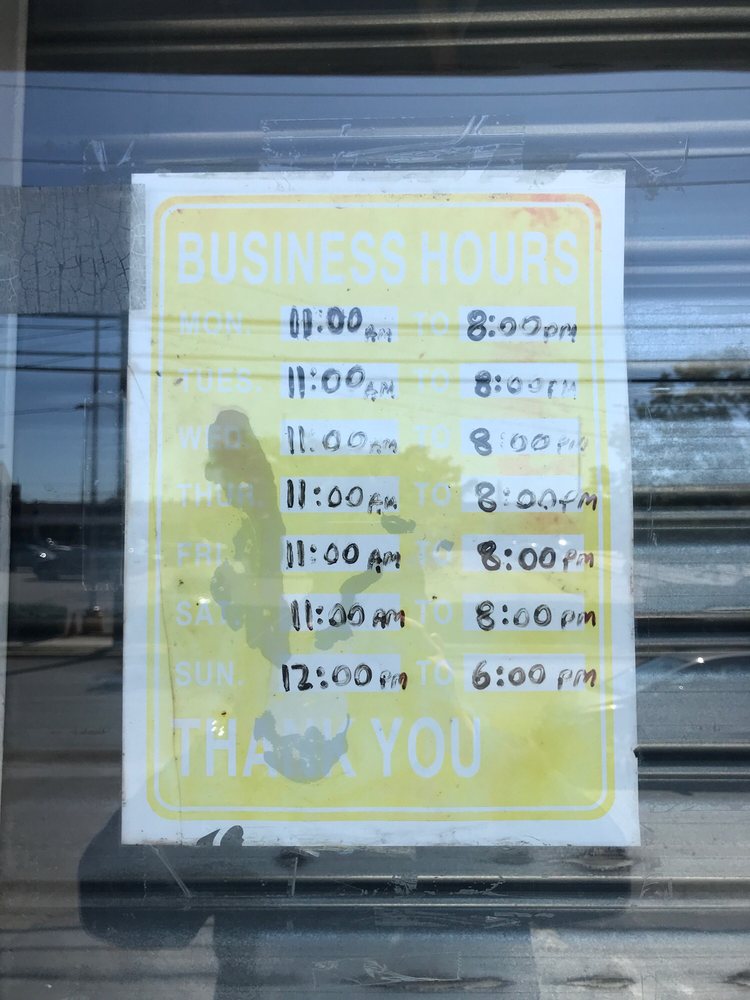 BUSINESS HOURS
MON. 11:00 AM TO 8:00 PM
TUES. 11:00 AM TO 8:00 PM
WED. 11:00 AM TO 8:00 PM
THUR. 11:00 AM TO 8:00 PM
FRI. 11:00 AM TO 8:00 PM
SAT. 11:00 AM TO 8:00 PM
SUN. 12:00 PM TO 6:00 PM
THANK YOU